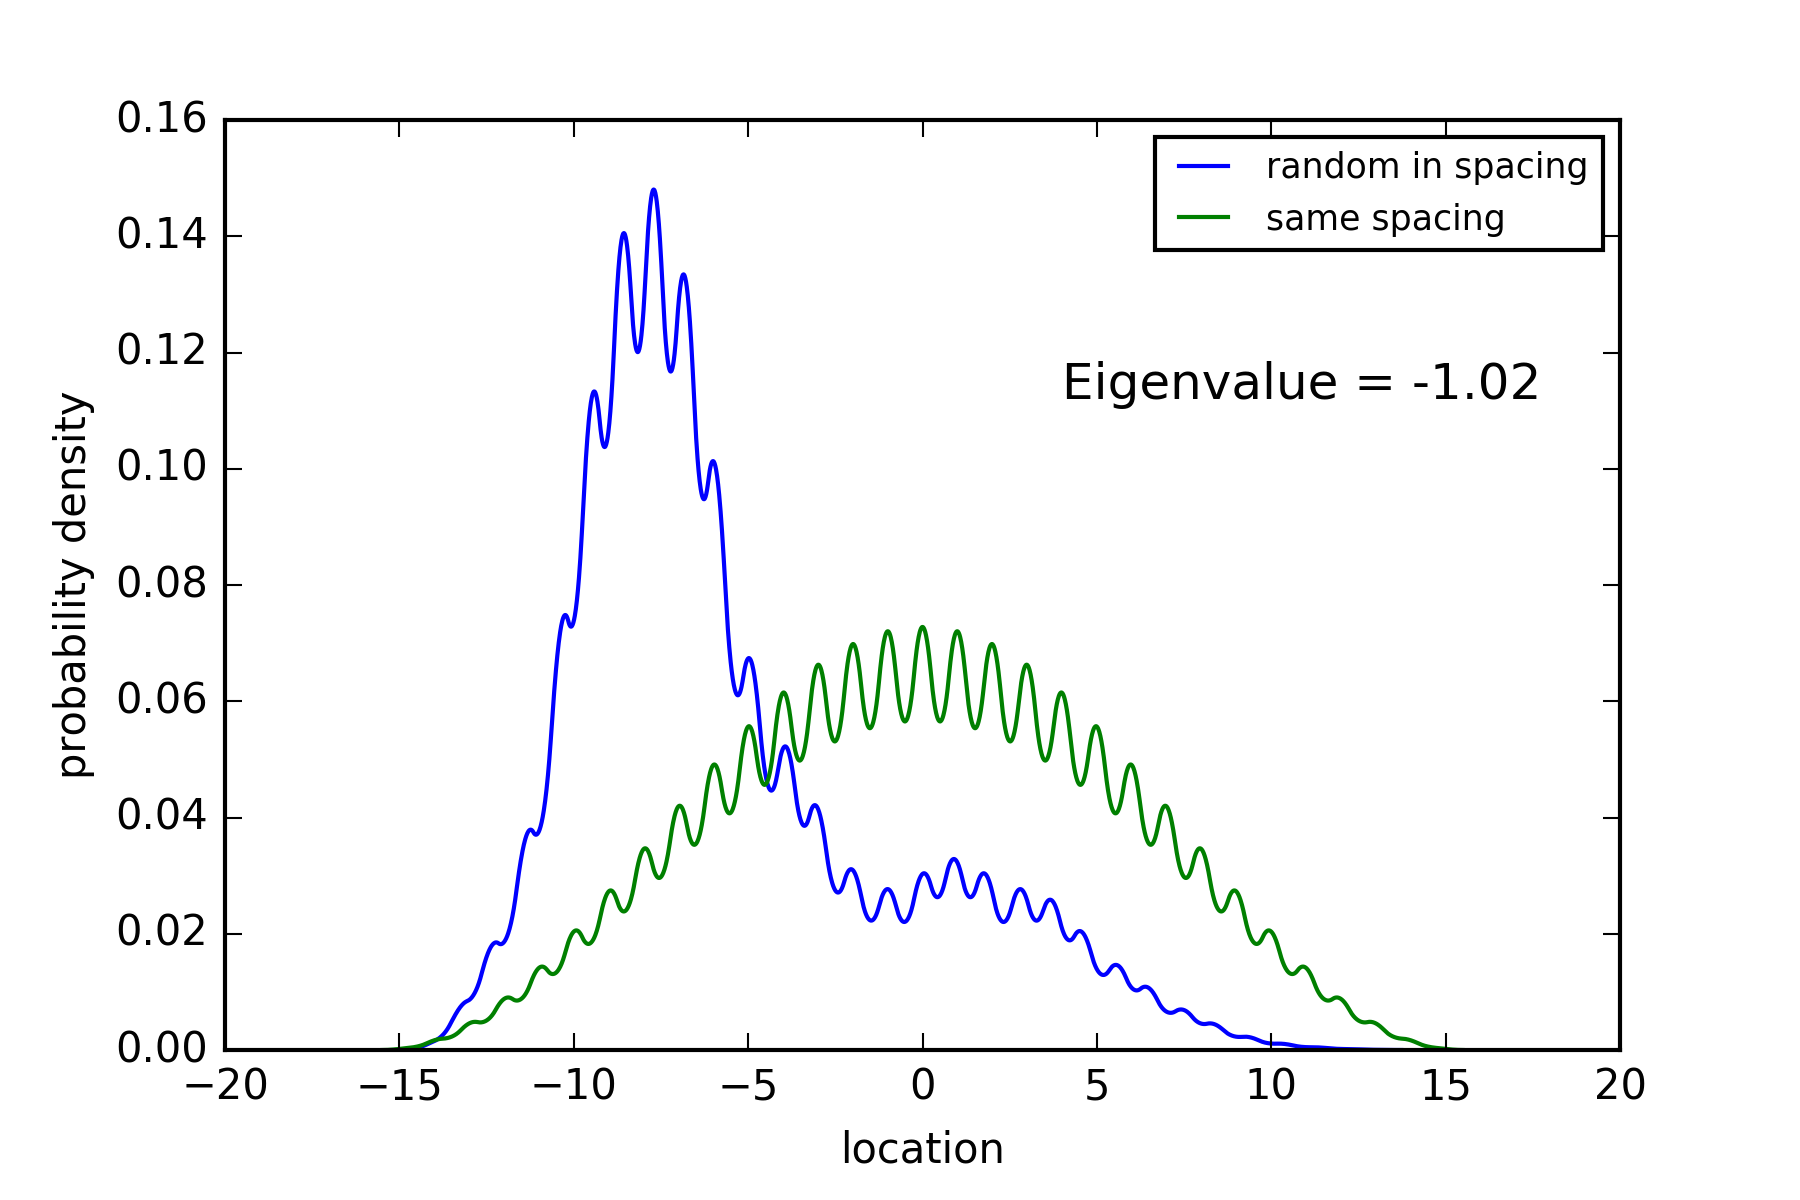 0.16
0.14
0.12
0.10
0.08
0.06
0.04
0.02
0.00
probability density
random in spacing
same spacing
Eigenvalue = -1.02
−20 −15 −10 −5 0 5 10 15 20
location